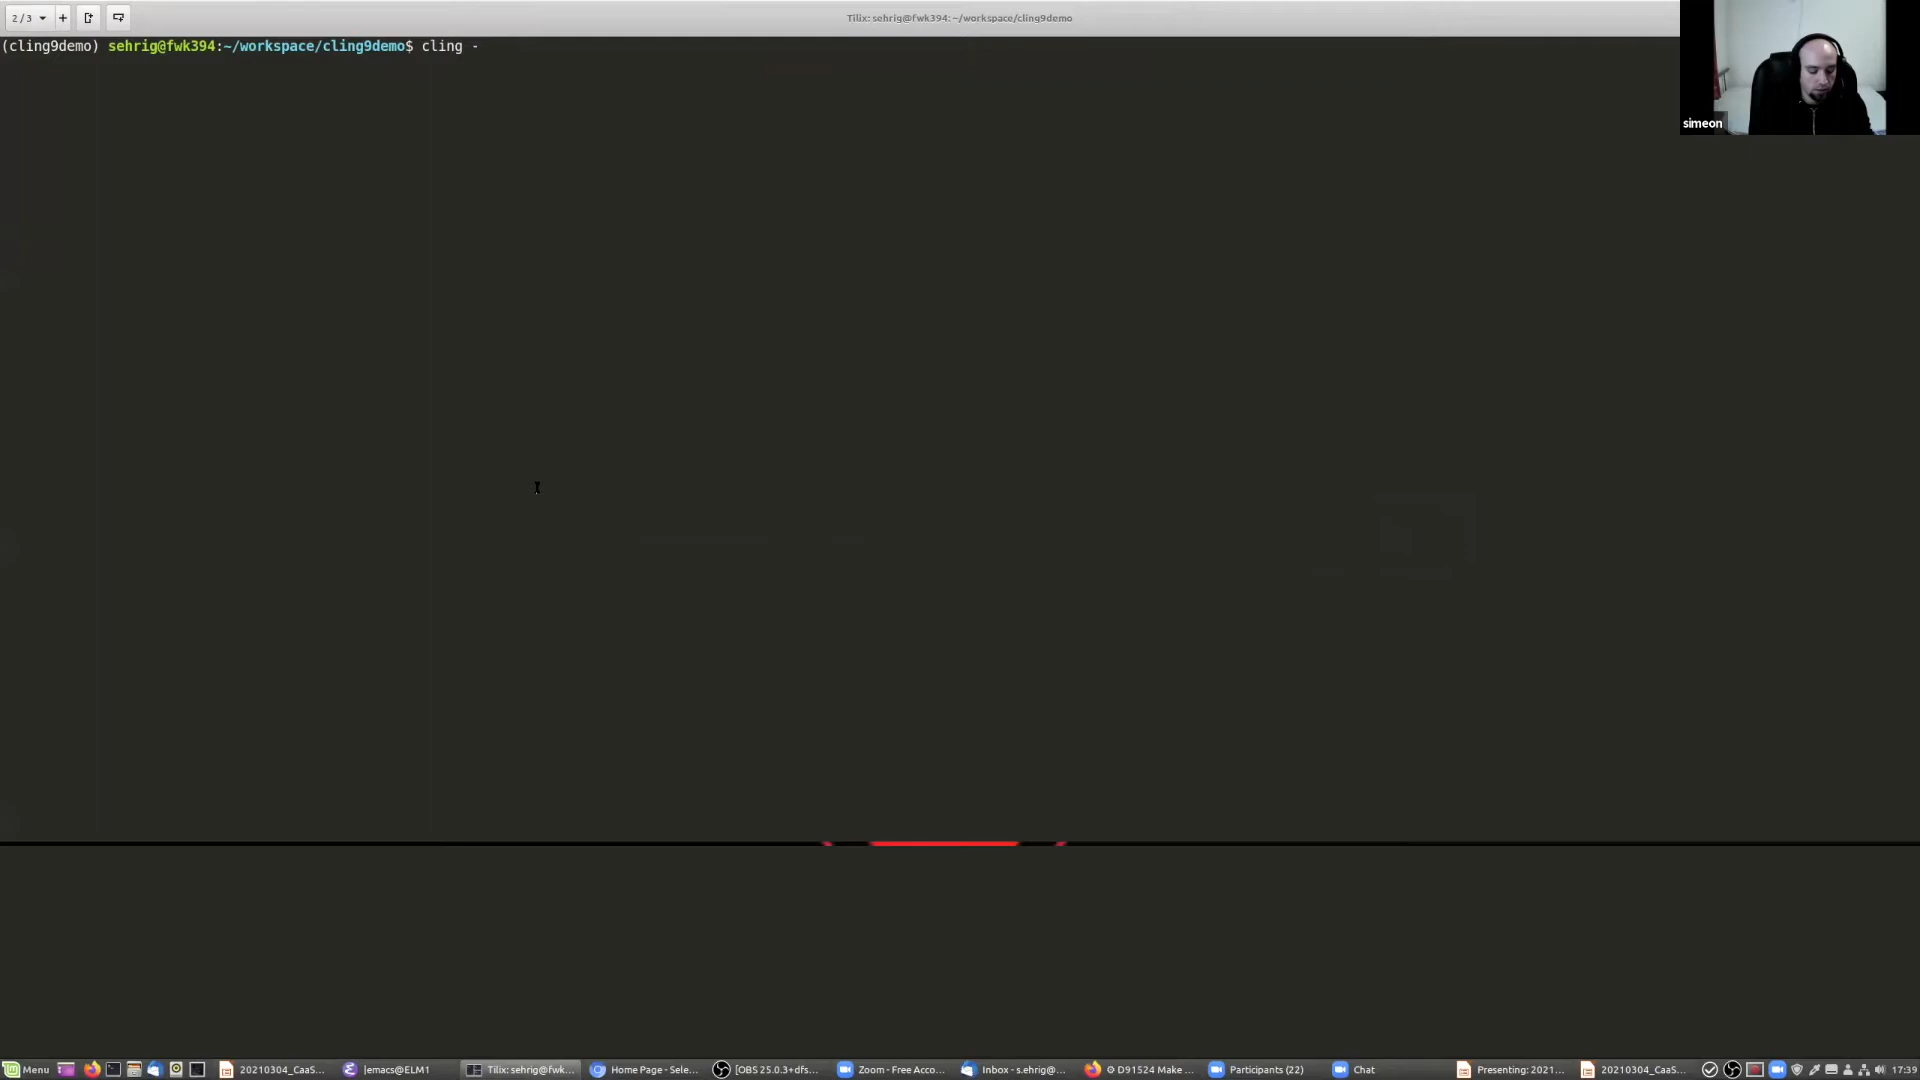 2 / 3
Tilix: sehrig@fwk394: ~/workspace/cling9demo
(cling9demo) sehrig@fwk394:~/workspace/cling9demo$ cling -
simeon
Menu
20210304_CaaS...
]emacs@ELM1
Tilix: sehrig@fwk...
Home Page - Sele...
[OBS 25.0.3+dfs...
Zoom - Free Acco...
Inbox - s.ehrig@...
D91524 Make ...
Participants (22)
Chat
Presenting: 2021...
20210304_CaaS...
17:39